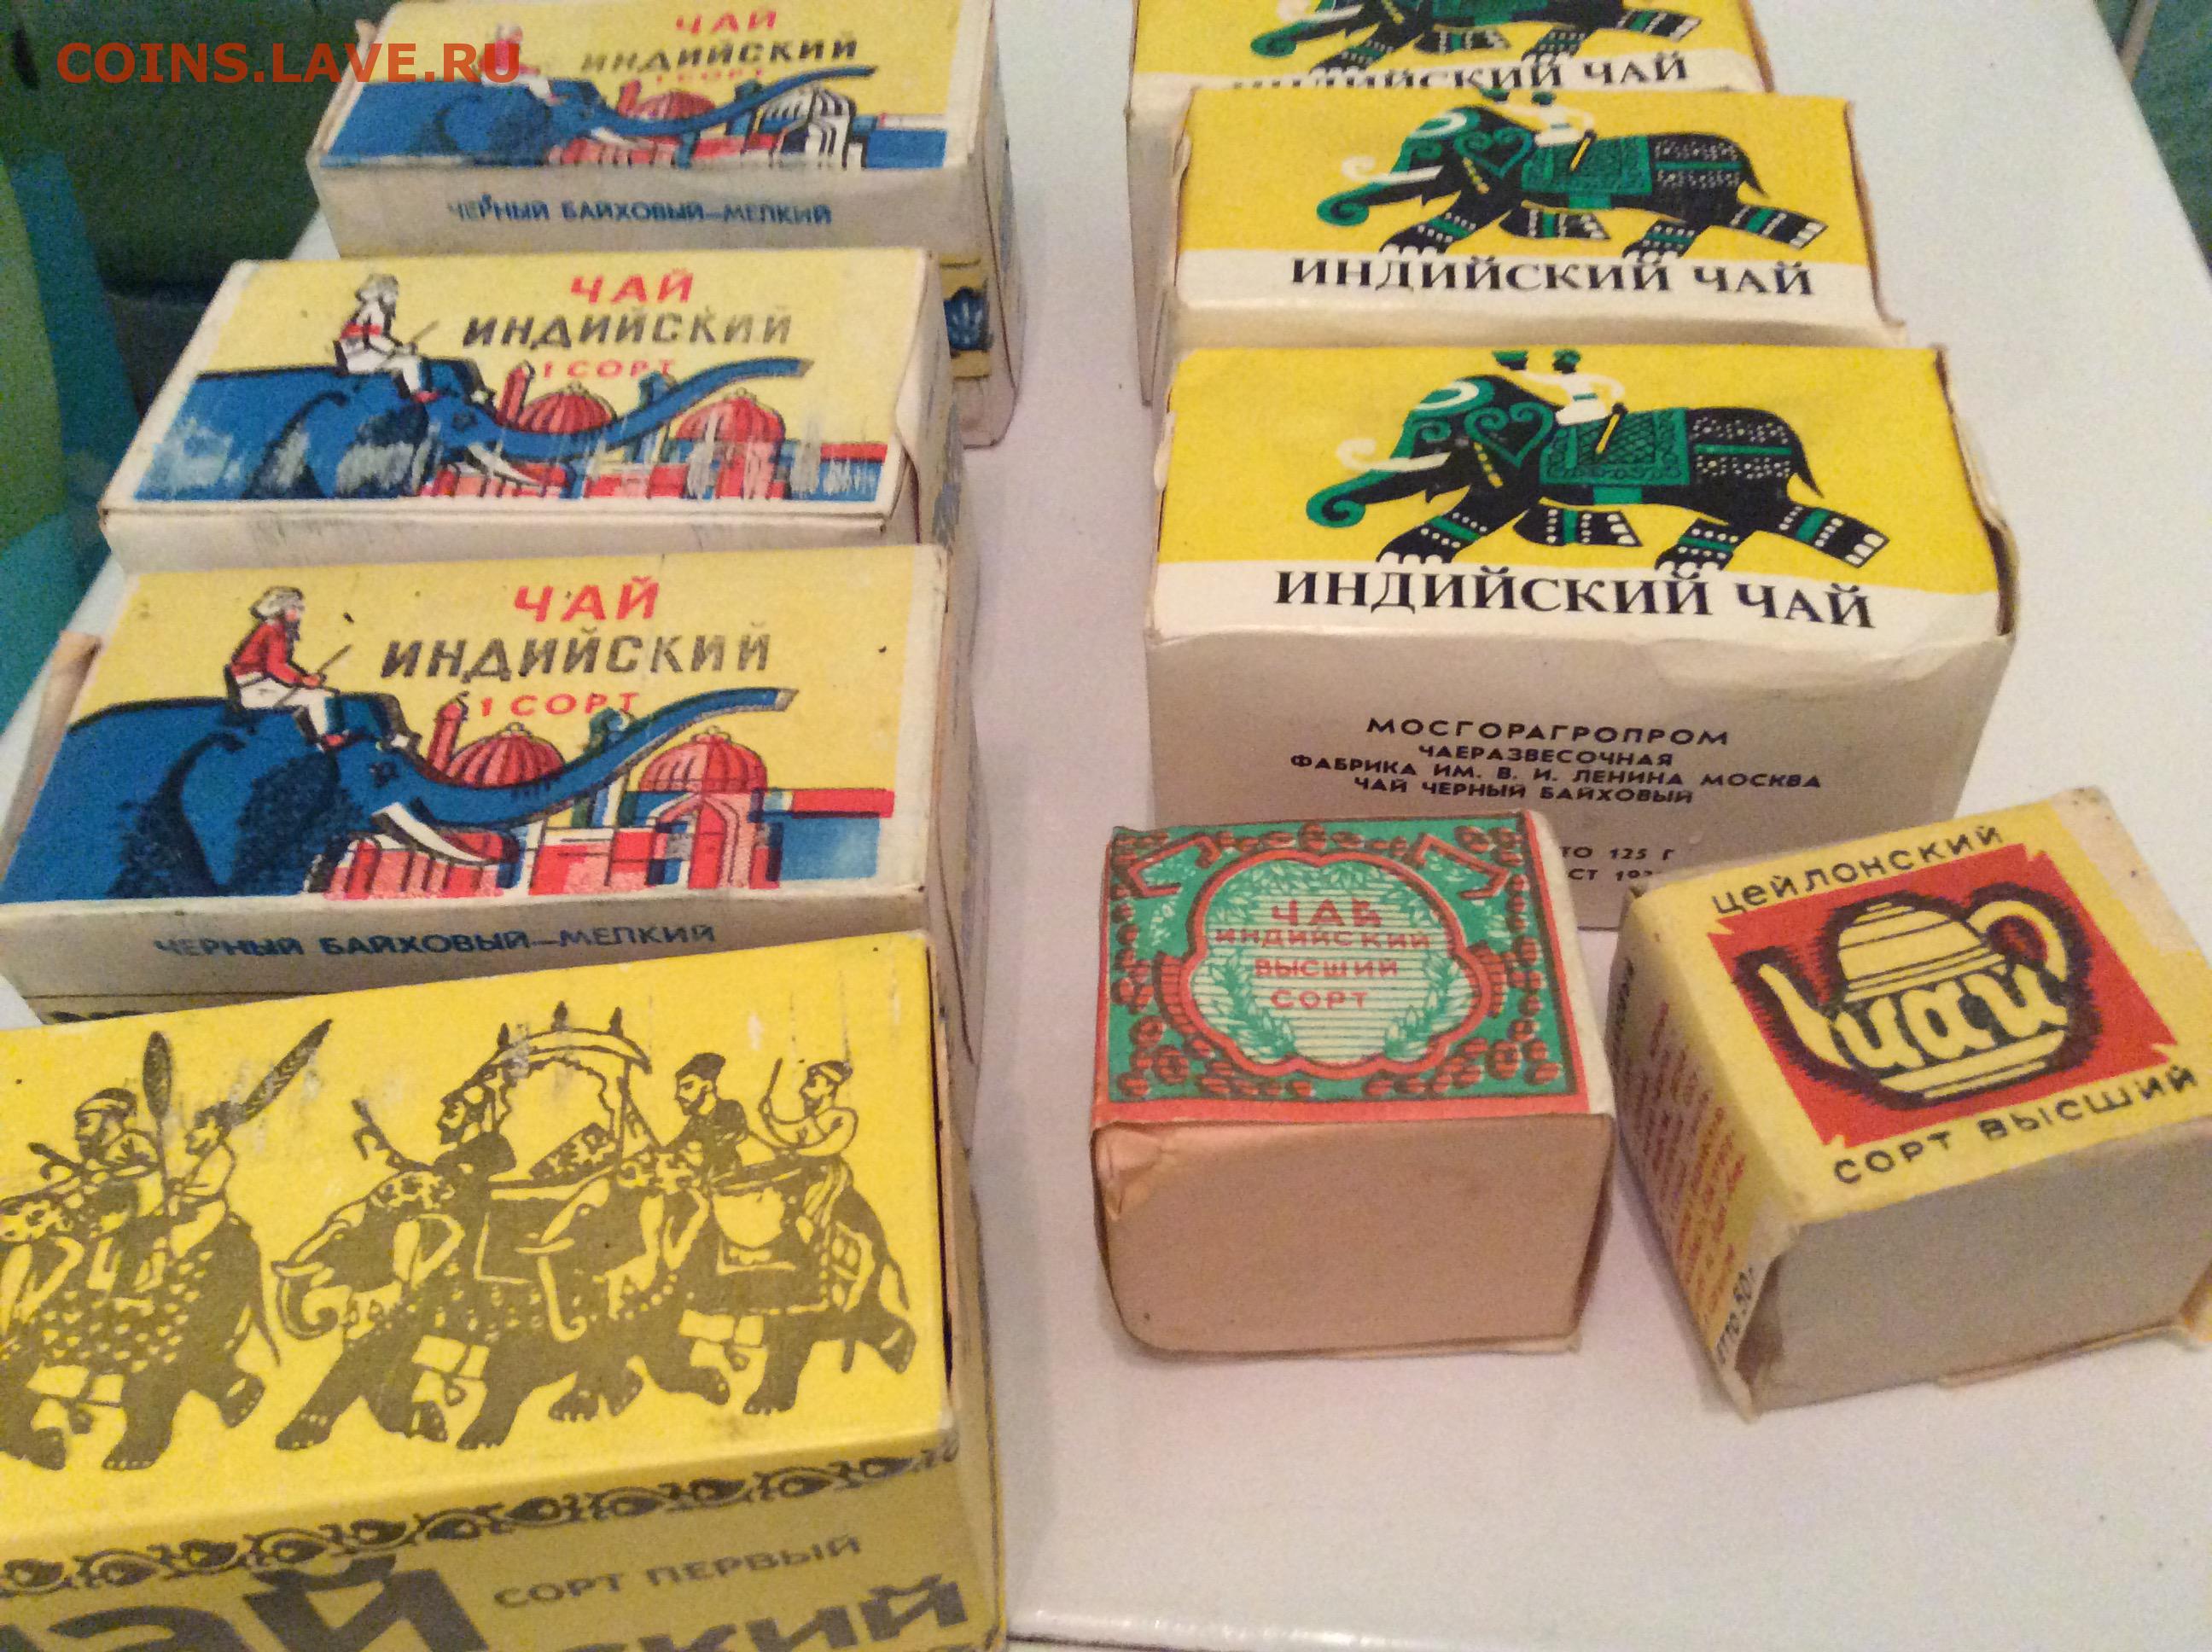 COINS.LAVE.RU
ЧАЙ
ИНДИЙСКИЙ
1 СОРТ
ЧЕРНЫЙ БАЙХОВЫЙ—МЕЛКИЙ
ЧАЙ
ИНДИЙСКИЙ
1 СОРТ
ЧАЙ
ИНДИЙСКИЙ
1 СОРТ
ЧЕРНЫЙ БАЙХОВЫЙ—МЕЛКИЙ
СОРТ ПЕРВЫЙ
ИНДИЙСКИЙ ЧАЙ
ИНДИЙСКИЙ ЧАЙ
ИНДИЙСКИЙ ЧАЙ
МОСГОРАГРОПРОМ
ЧАЕРАЗВЕСОЧНАЯ
ФАБРИКА ИМ. В. И. ЛЕНИНА МОСКВА
ЧАЙ ЧЕРНЫЙ БАЙХОВЫЙ
125 Г
ЧАЙ
ИНДИЙСКИЙ
ВЫСШИЙ
СОРТ
ЦЕЙЛОНСКИЙ
чай
СОРТ ВЫСШИЙ
50 г